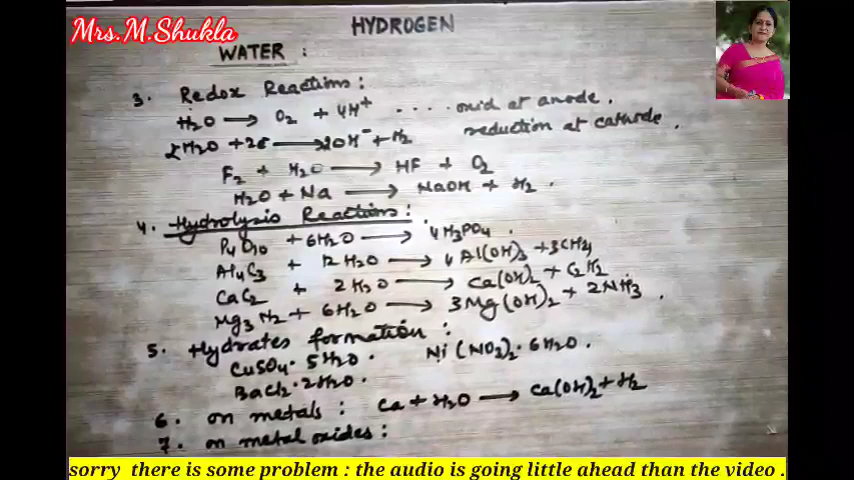 Mrs.M.Shukla
HYDROGEN
WATER :
3. Redox Reactions :
H2O ⟶ O2 + 4H+ .... oxid at anode.
2H2O + 2e ⟶ 2OH- + H2 reduction at cathode.
F2 + H2O ⟶ HF + O2
H2O + Na ⟶ NaOH + H2.
4. Hydrolysis Reactions :
P4O10 + 6H2O ⟶ 4H3PO4.
Al4C3 + 12H2O ⟶ 4Al(OH)3 + 3CH4
CaC2 + 2H2O ⟶ Ca(OH)2 + C2H2
Mg3N2 + 6H2O ⟶ 3Mg(OH)2 + 2NH3.
5. Hydrates formation :
CuSO4.5H2O. Ni(NO2)2.6H2O.
BaCl2.2H2O.
6. on metals : Ca + H2O ⟶ Ca(OH)2 + H2
7. on metal oxides :
sorry there is some problem : the audio is going little ahead than the video .